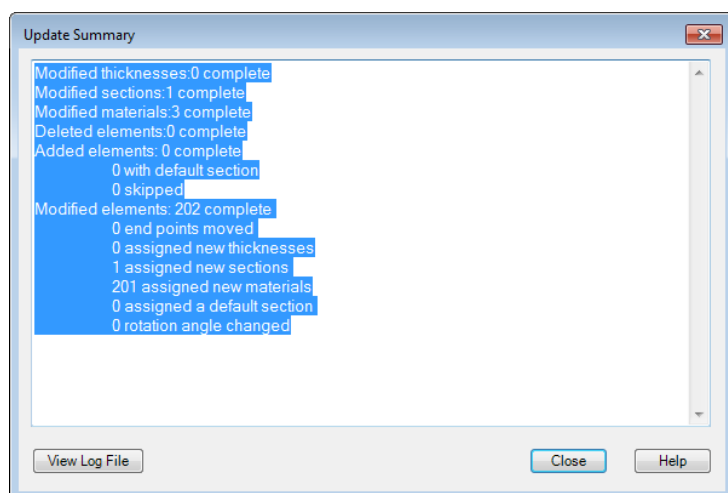 Update Summary
Modified thicknesses:0 complete
Modified sections:1 complete
Modified materials:3 complete
Deleted elements:0 complete
Added elements: 0 complete
0 with default section
0 skipped
Modified elements: 202 complete
0 end points moved
0 assigned new thicknesses
1 assigned new sections
201 assigned new materials
0 assigned a default section
0 rotation angle changed
View Log File
Close
Help